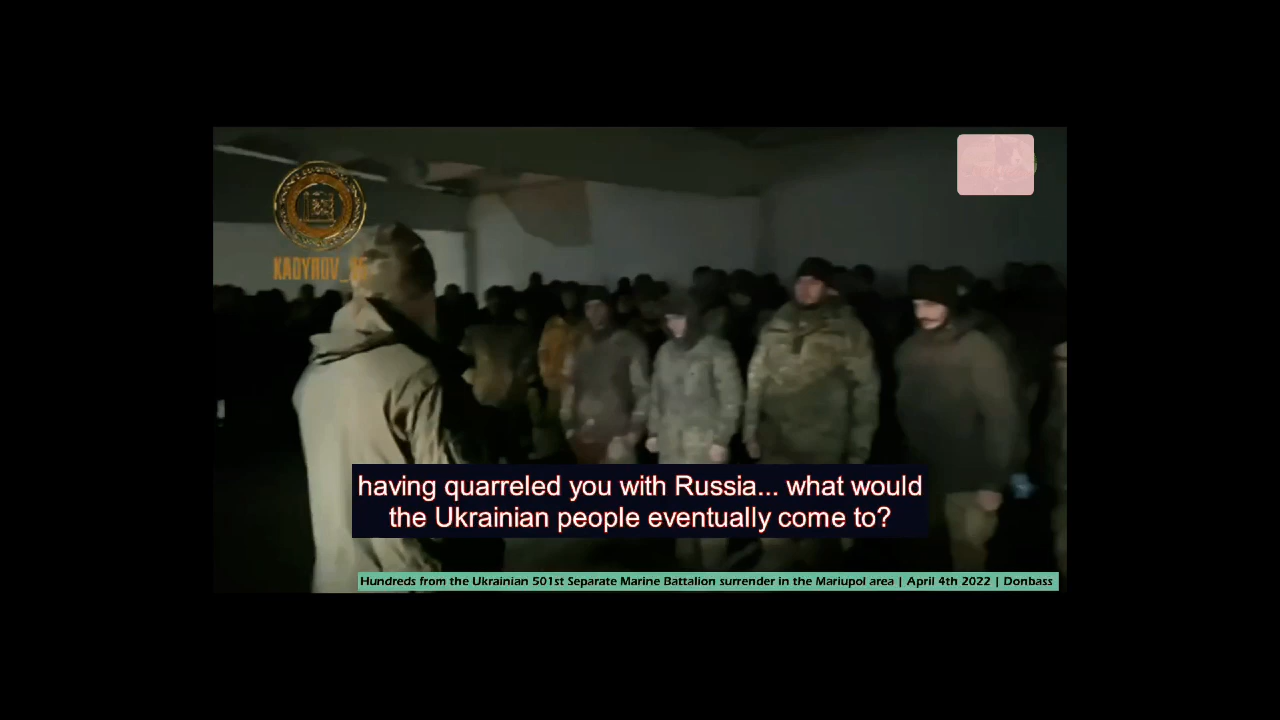 having quarreled you with Russia... what would
the Ukrainian people eventually come to?
Hundreds from the Ukrainian 501st Separate Marine Battalion surrender in the Mariupol area | April 4th 2022 | Donbass